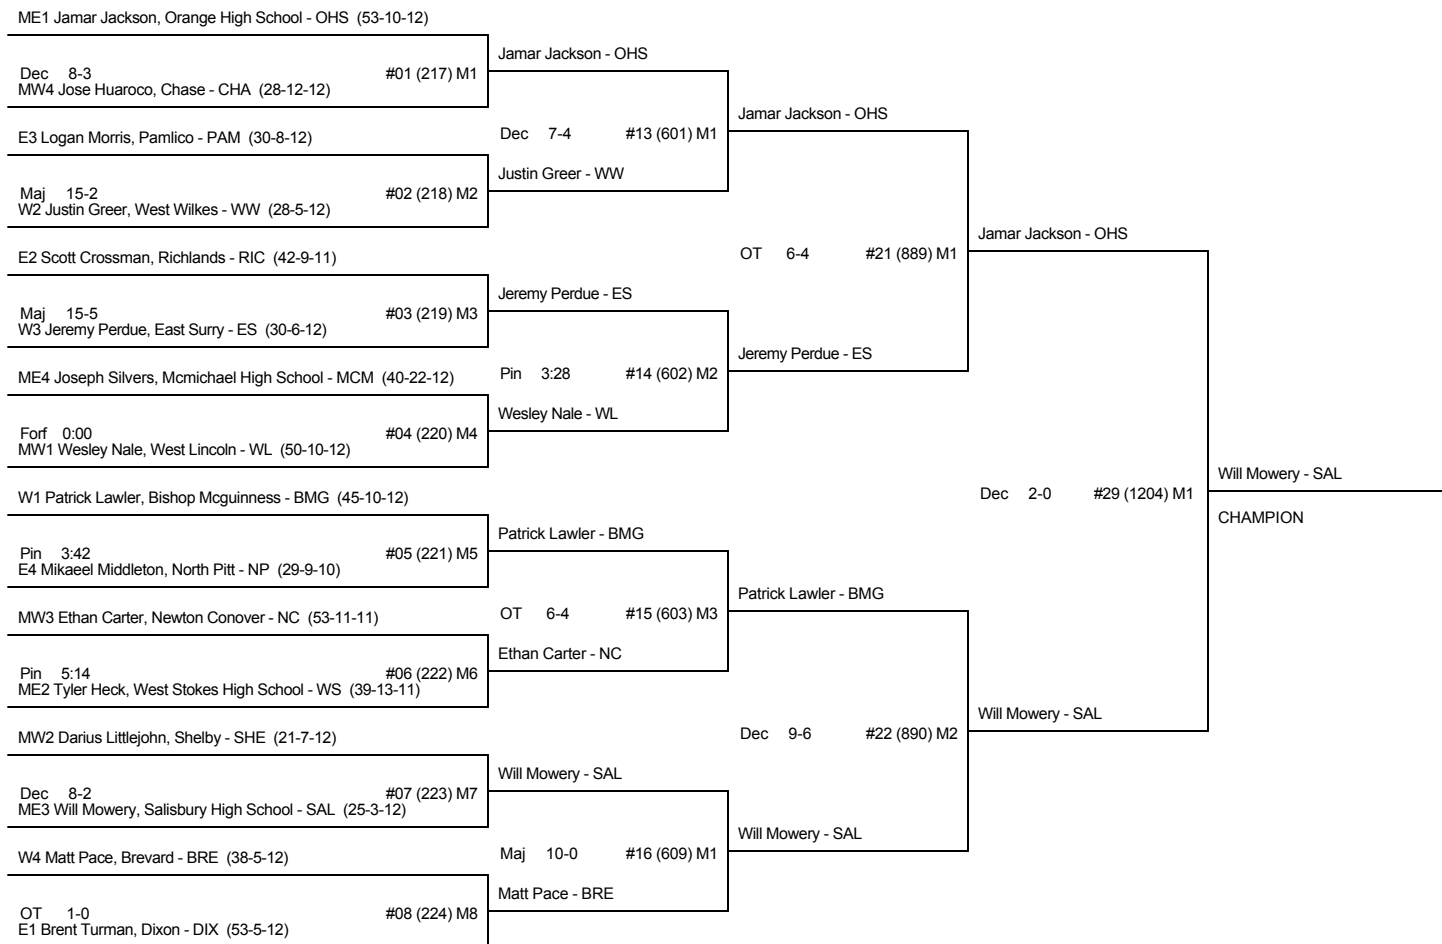 ME1 Jamar Jackson, Orange High School - OHS (53-10-12)
Jamar Jackson - OHS
Dec 8-3 #01 (217) M1
MW4 Jose Huaroco, Chase - CHA (28-12-12)
Jamar Jackson - OHS
E3 Logan Morris, Pamlico - PAM (30-8-12)
Dec 7-4 #13 (601) M1
Justin Greer - WW
Maj 15-2 #02 (218) M2
W2 Justin Greer, West Wilkes - WW (28-5-12)
Jamar Jackson - OHS
E2 Scott Crossman, Richlands - RIC (42-9-11)
OT 6-4 #21 (889) M1
Jeremy Perdue - ES
Maj 15-5 #03 (219) M3
W3 Jeremy Perdue, East Surry - ES (30-6-12)
Jeremy Perdue - ES
ME4 Joseph Silvers, Mcmichael High School - MCM (40-22-12)
Pin 3:28 #14 (602) M2
Wesley Nale - WL
Forf 0:00 #04 (220) M4
MW1 Wesley Nale, West Lincoln - WL (50-10-12)
Will Mowery - SAL
W1 Patrick Lawler, Bishop Mcguinness - BMG (45-10-12)
Dec 2-0 #29 (1204) M1
CHAMPION
Patrick Lawler - BMG
Pin 3:42 #05 (221) M5
E4 Mikaeel Middleton, North Pitt - NP (29-9-10)
Patrick Lawler - BMG
MW3 Ethan Carter, Newton Conover - NC (53-11-11)
OT 6-4 #15 (603) M3
Ethan Carter - NC
Pin 5:14 #06 (222) M6
ME2 Tyler Heck, West Stokes High School - WS (39-13-11)
Will Mowery - SAL
MW2 Darius Littlejohn, Shelby - SHE (21-7-12)
Dec 9-6 #22 (890) M2
Will Mowery - SAL
Dec 8-2 #07 (223) M7
ME3 Will Mowery, Salisbury High School - SAL (25-3-12)
Will Mowery - SAL
W4 Matt Pace, Brevard - BRE (38-5-12)
Maj 10-0 #16 (609) M1
Matt Pace - BRE
OT 1-0 #08 (224) M8
E1 Brent Turman, Dixon - DIX (53-5-12)